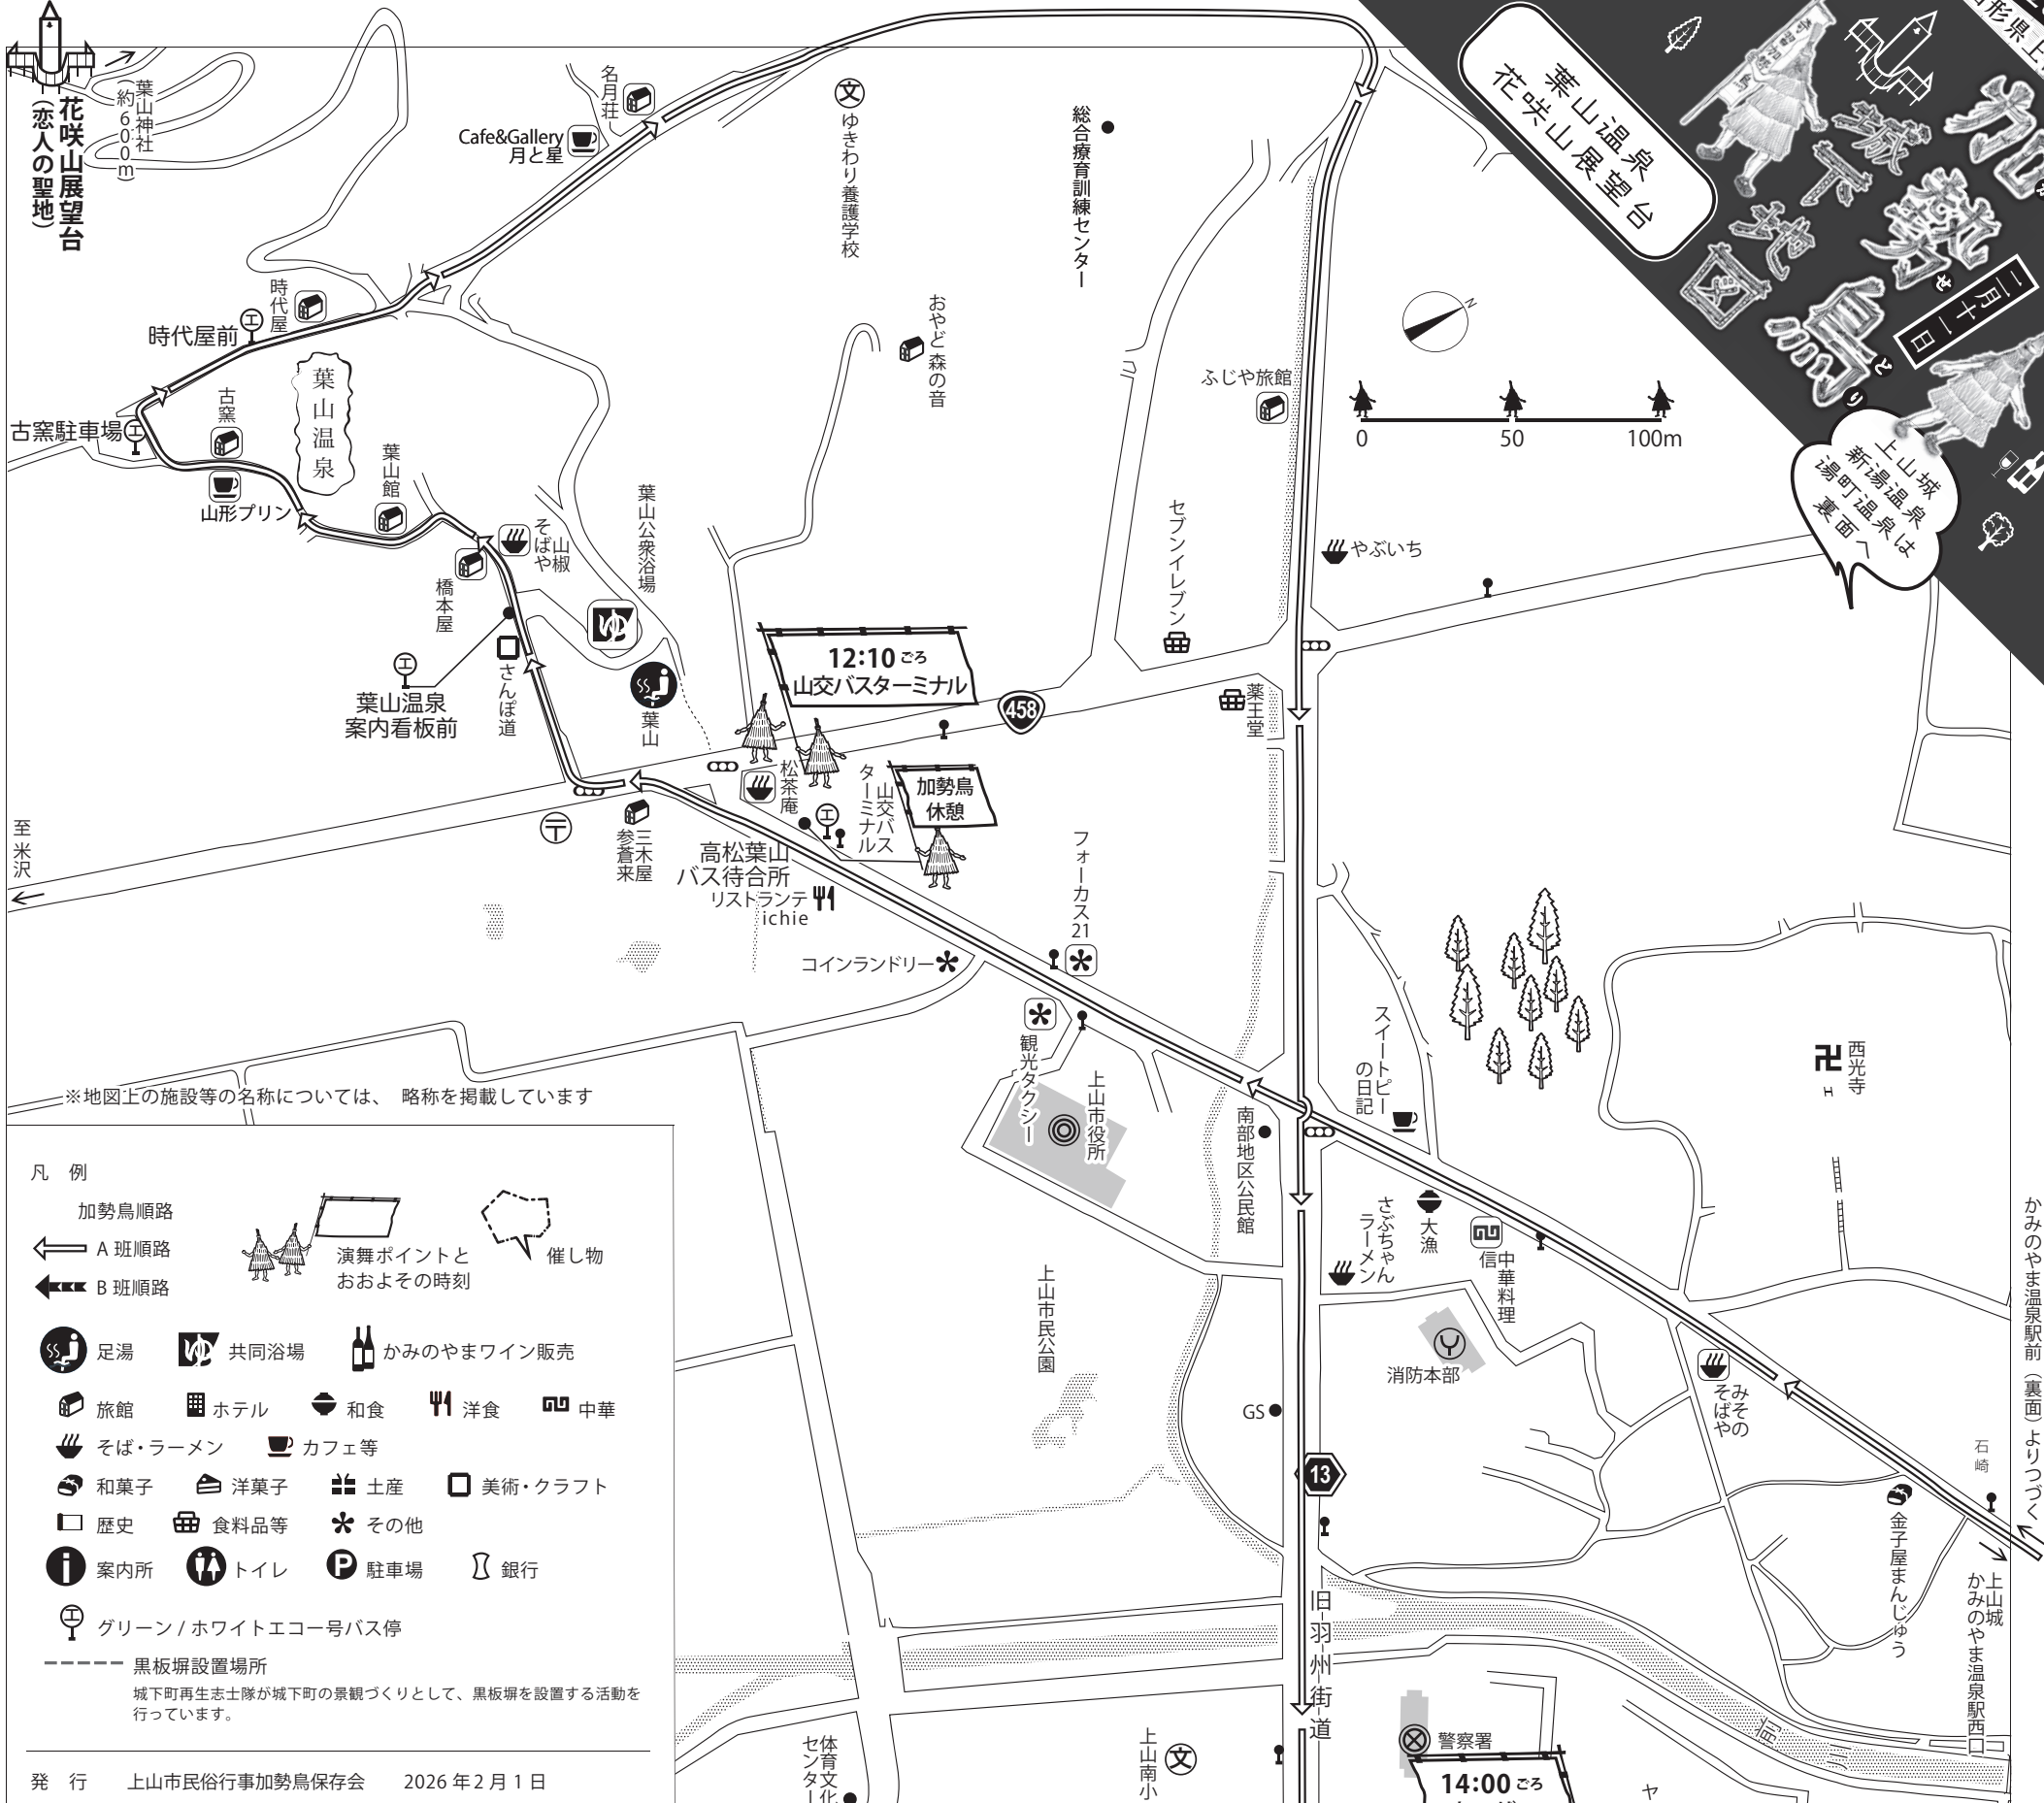 葉山温泉
花咲山展望台
城下地図
加勢鳥
せ
ど
り
二月十一日
上山城
新湯温泉
湯町温泉は
裏面へ
花咲山展望台
(恋人の聖地)
葉山神社
(約600m)
名月荘
Cafe&Gallery
月と星
ゆきわり養護学校
文
総合療育訓練センター
時代屋
時代屋前
エ
古窯駐車場
エ
古窯
山形プリン
葉山温泉
葉山館
そばや
山椒
橋本屋
葉山公衆浴場
ゆ
さんぽ道
エ
葉山温泉
案内看板前
葉山
おやど 森の音
ふじや旅館
N
0
50
100m
セブンイレブン
やぶいち
薬王堂
12:10ごろ
山交バスターミナル
458
加勢鳥
休憩
松茶庵
エ
山交バス
ターミナル
高松葉山
バス待合所
リストランテ
ichie
〒
三木屋
参蒼来
至 米沢
コインランドリー
フォーカス21
観光タクシー
上山市役所
南部地区公民館
スイートピー
の日記
卍
西光寺
さぶちゃん
ラーメン
大漁
中華料理
信
消防本部
上山市民公園
GS
13
みその
そばや
石崎
金子屋まんじゅう
かみのやま温泉駅前(裏面)よりつづく
上山城
かみのやま温泉駅西口
旧羽州街道
体育文化
センター
上山南小
文
警察署
14:00ごろ
ヤ
川
※地図上の施設等の名称については、 略称を掲載しています
凡 例
加勢鳥順路
A 班順路
B 班順路
演舞ポイントと
おおよその時刻
催し物
足湯
ゆ
共同浴場
かみのやまワイン販売
旅館
ホテル
和食
洋食
中華
そば・ラーメン
カフェ等
和菓子
洋菓子
土産
美術・クラフト
歴史
食料品等
その他
i
案内所
トイレ
P
駐車場
銀行
エ
グリーン / ホワイトエコー号バス停
黒板塀設置場所
城下町再生志士隊が城下町の景観づくりとして、黒板塀を設置する活動を
行っています。
発 行 上山市民俗行事加勢鳥保存会 2026 年 2 月 1 日